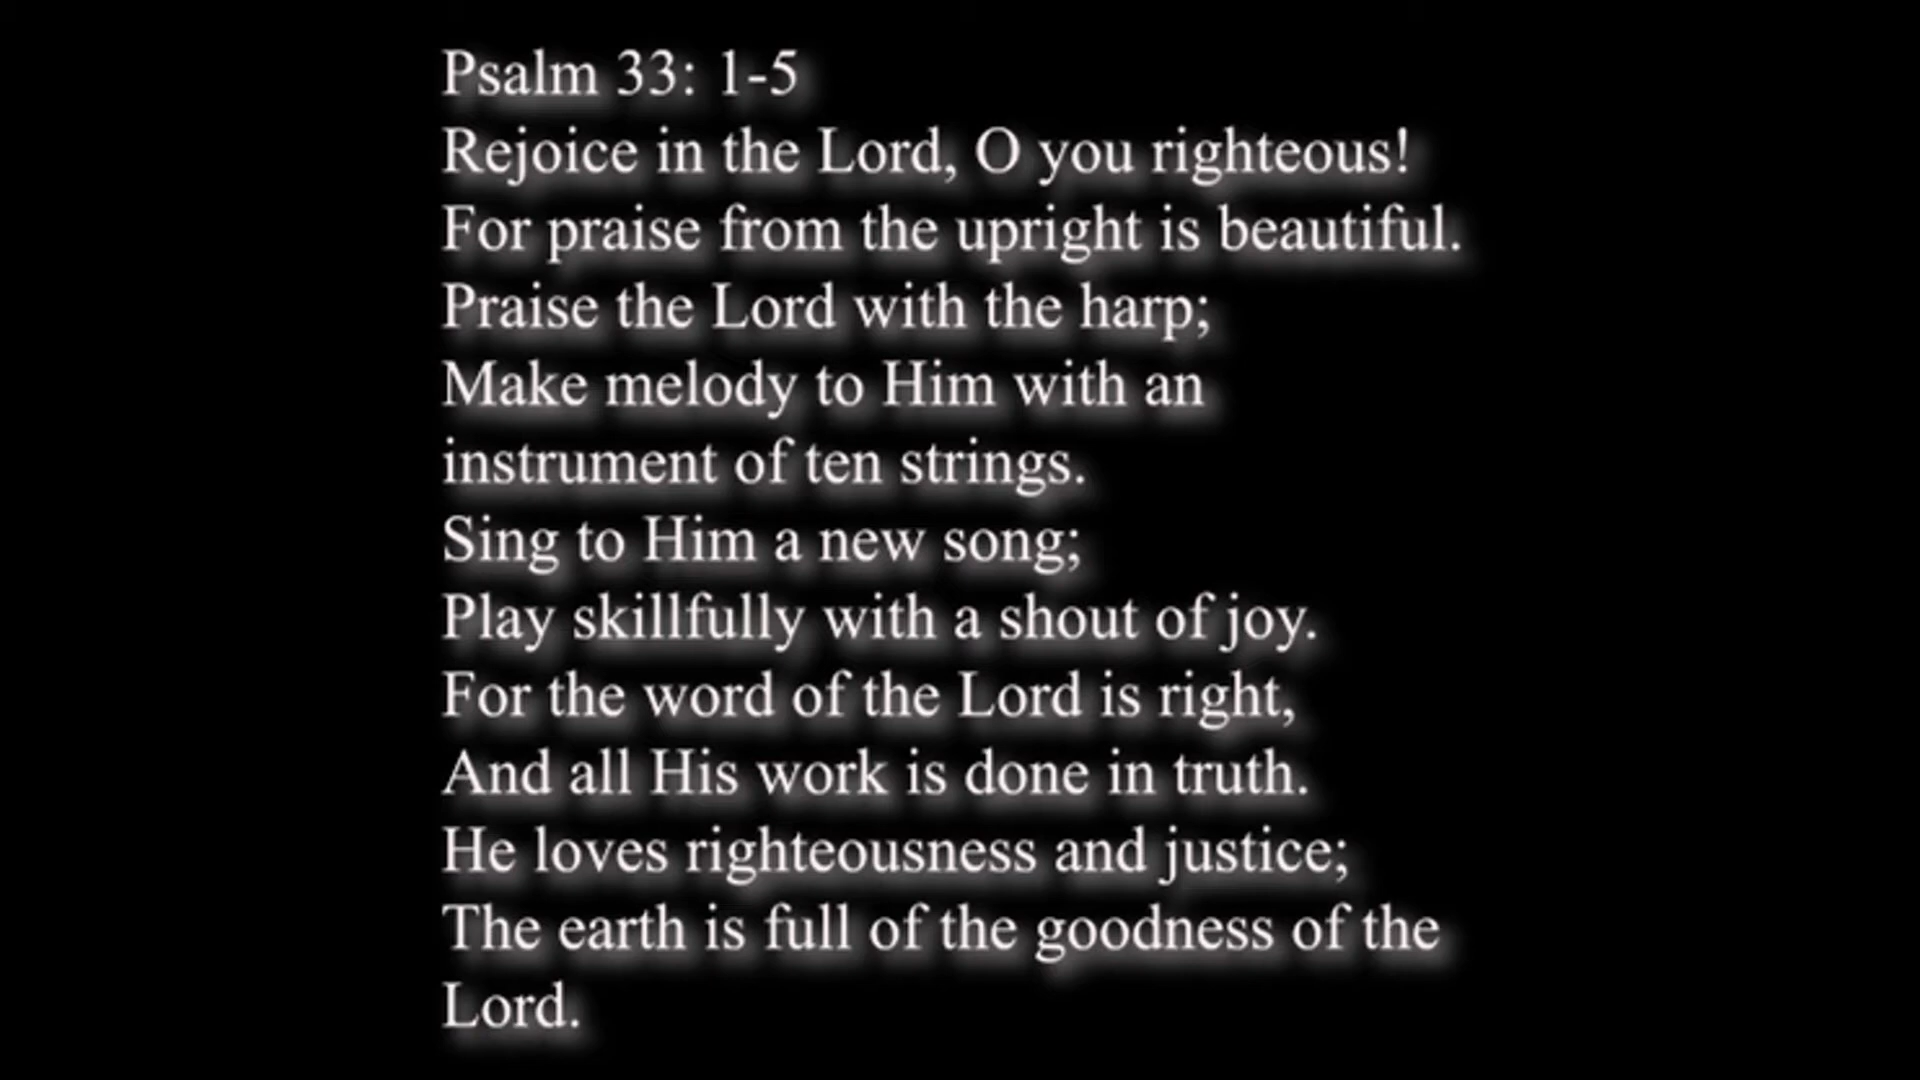 Psalm 33: 1-5
Rejoice in the Lord, O you righteous!
For praise from the upright is beautiful.
Praise the Lord with the harp;
Make melody to Him with an
instrument of ten strings.
Sing to Him a new song;
Play skillfully with a shout of joy.
For the word of the Lord is right,
And all His work is done in truth.
He loves righteousness and justice;
The earth is full of the goodness of the
Lord.